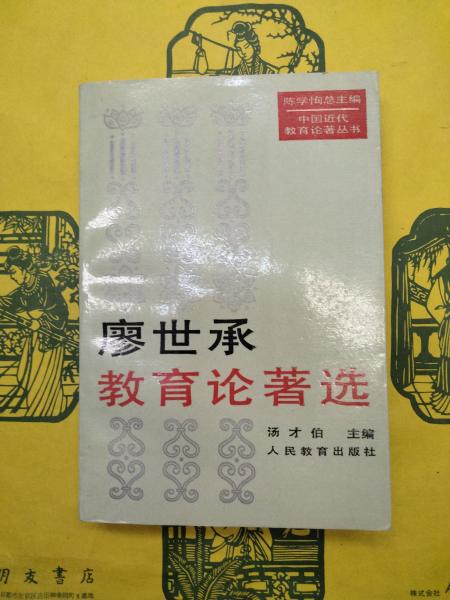 陈学恂总主编
中国近代
教育论著丛书
廖世承
教育论著选
汤才伯 主编
人民教育出版社
朋友書店
株式会社